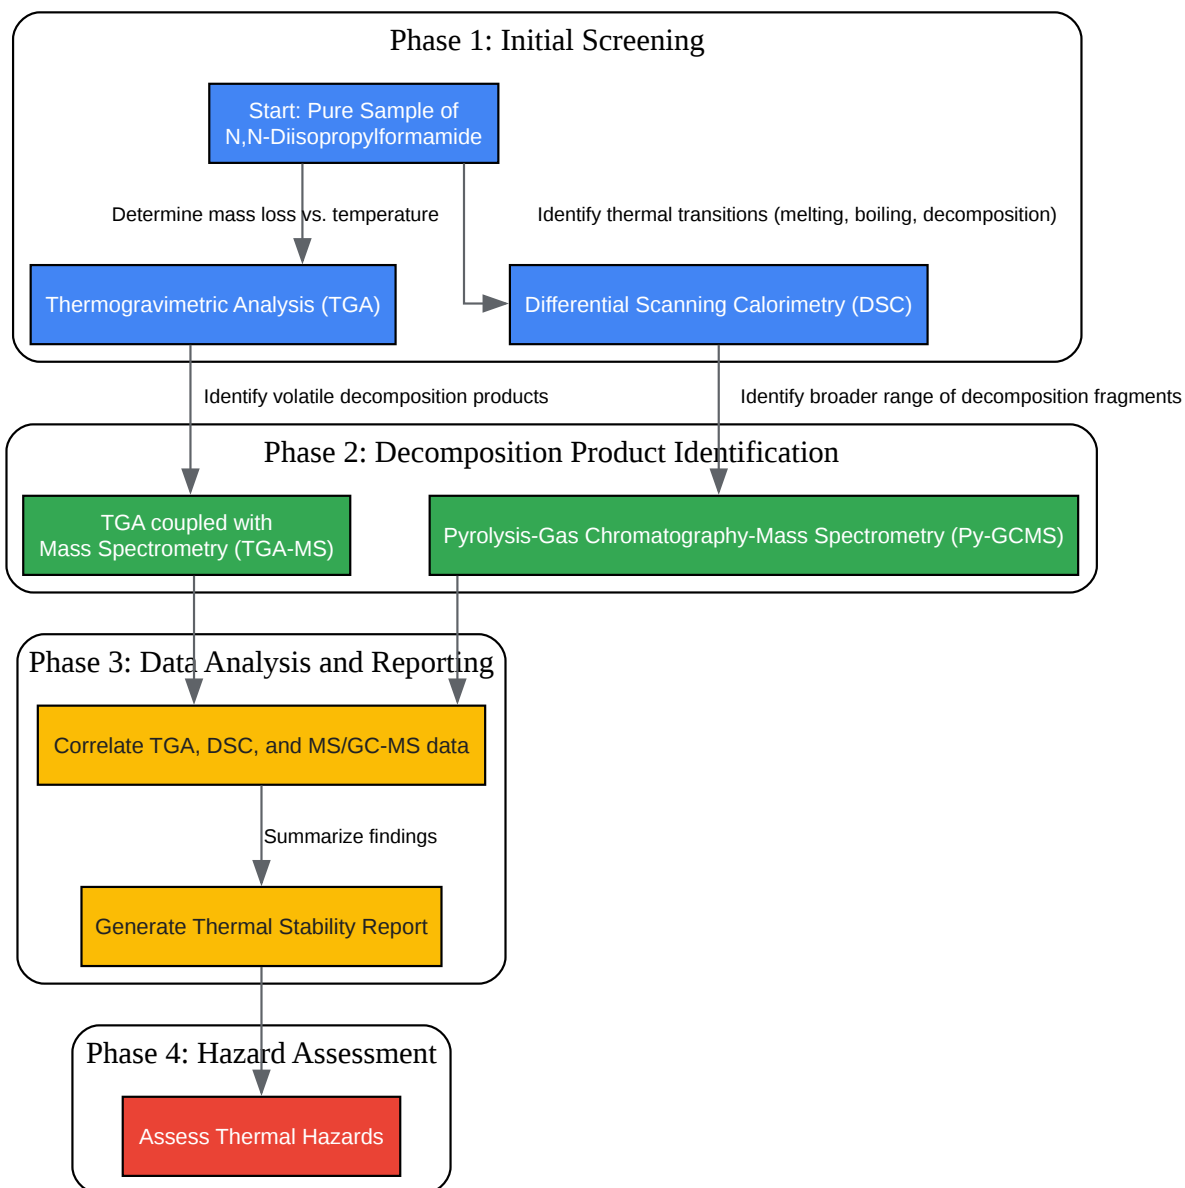 Phase 1: Initial Screening
Start: Pure Sample of
N,N-Diisopropylformamide
Determine mass loss vs. temperature
Identify thermal transitions (melting, boiling, decomposition)
Thermogravimetric Analysis (TGA)
Differential Scanning Calorimetry (DSC)
Identify volatile decomposition products
Identify broader range of decomposition fragments
Phase 2: Decomposition Product Identification
TGA coupled with
Mass Spectrometry (TGA-MS)
Pyrolysis-Gas Chromatography-Mass Spectrometry (Py-GCMS)
Phase 3: Data Analysis and Reporting
Correlate TGA, DSC, and MS/GC-MS data
Summarize findings
Generate Thermal Stability Report
Phase 4: Hazard Assessment
Assess Thermal Hazards